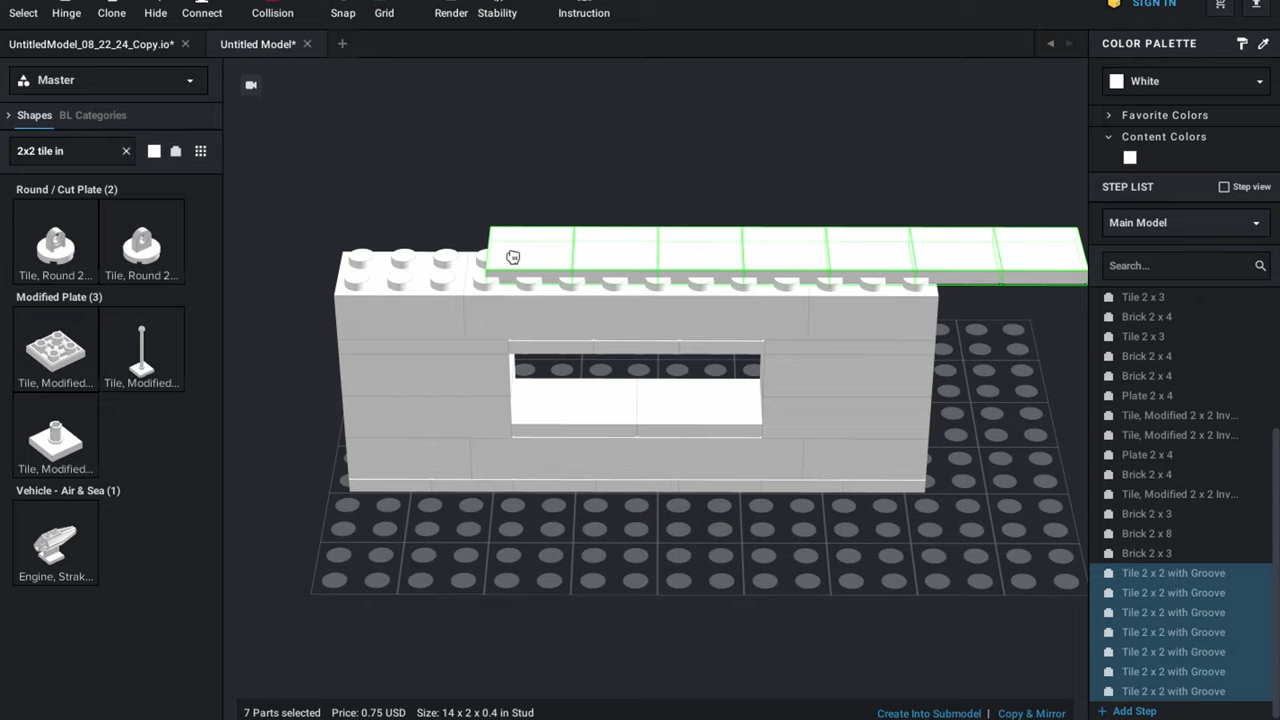 Select Hinge Clone Hide Connect Collision Snap Grid Render Stability Instruction SIGN IN
UntitledModel_08_22_24_Copy.io* × Untitled Model* × +
Master
Shapes BL Categories
2x2 tile in
Round / Cut Plate (2)
Tile, Round 2... Tile, Round 2...
Modified Plate (3)
Tile, Modified... Tile, Modified...
Tile, Modified...
Vehicle - Air & Sea (1)
Engine, Strak...
7 Parts selected Price: 0.75 USD Size: 14 x 2 x 0.4 in Stud
Create Into Submodel | Copy & Mirror
COLOR PALETTE
White
Favorite Colors
Content Colors
STEP LIST Step view
Main Model
Search...
Tile 2 x 3
Brick 2 x 4
Tile 2 x 3
Brick 2 x 4
Brick 2 x 4
Plate 2 x 4
Tile, Modified 2 x 2 Inv...
Tile, Modified 2 x 2 Inv...
Plate 2 x 4
Brick 2 x 4
Tile, Modified 2 x 2 Inv...
Brick 2 x 3
Brick 2 x 8
Brick 2 x 3
Tile 2 x 2 with Groove
Tile 2 x 2 with Groove
Tile 2 x 2 with Groove
Tile 2 x 2 with Groove
Tile 2 x 2 with Groove
Tile 2 x 2 with Groove
Tile 2 x 2 with Groove
+ Add Step